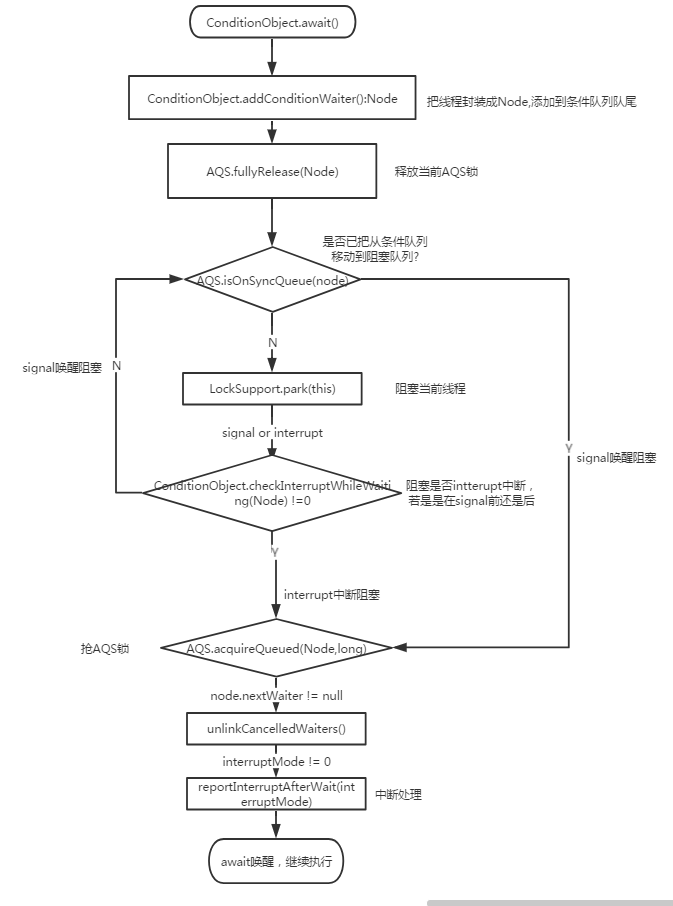 ConditionObject.await()
ConditionObject.addConditionWaiter():Node
把线程封装成Node,添加到条件队列队尾
AQS.fullyRelease(Node)
释放当前AQS锁
是否已把从条件队列
移动到阻塞队列?
AQS.isOnSyncQueue(node)
N
signal唤醒阻塞
N
LockSupport.park(this)
阻塞当前线程
signal or interrupt
Y
signal唤醒阻塞
ConditionObject.checkInterruptWhileWaiti
ng(Node) !=0
阻塞是否intterupt中断，
若是是在signal前还是后
Y
interrupt中断阻塞
抢AQS锁
AQS.acquireQueued(Node,long)
node.nextWaiter != null
unlinkCancelledWaiters()
interruptMode != 0
reportInterruptAfterWait(int
erruptMode)
中断处理
await唤醒，继续执行